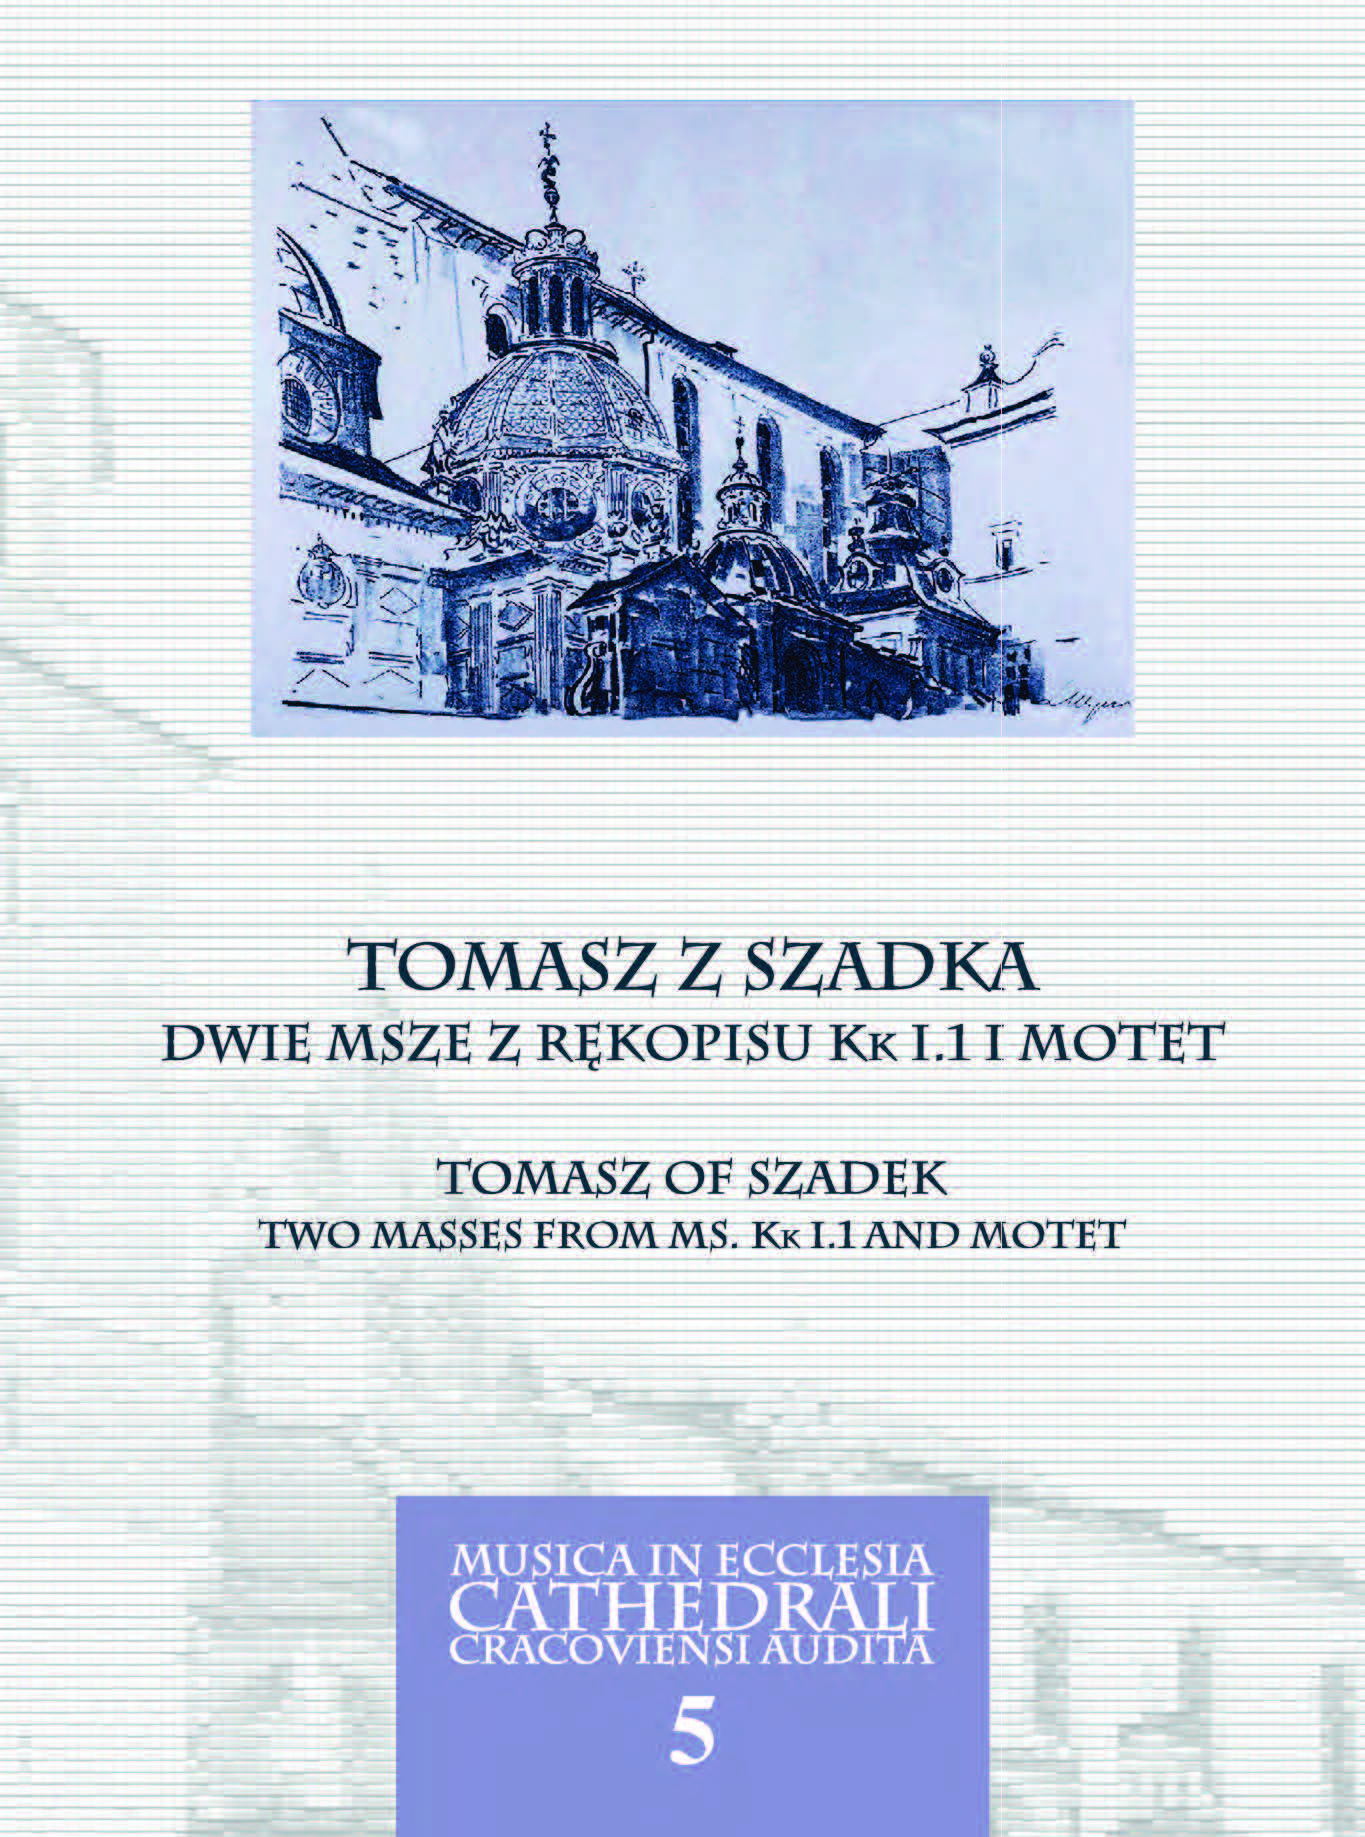 TOMASZ Z SZADKA
DWIE MSZE Z RĘKOPISU KK I.1 I MOTET
TOMASZ OF SZADEK
TWO MASSES FROM MS. KK I.1 AND MOTET
MUSICA IN ECCLESIA
CATHEDRALI
CRACOVIENSI AUDITA
5